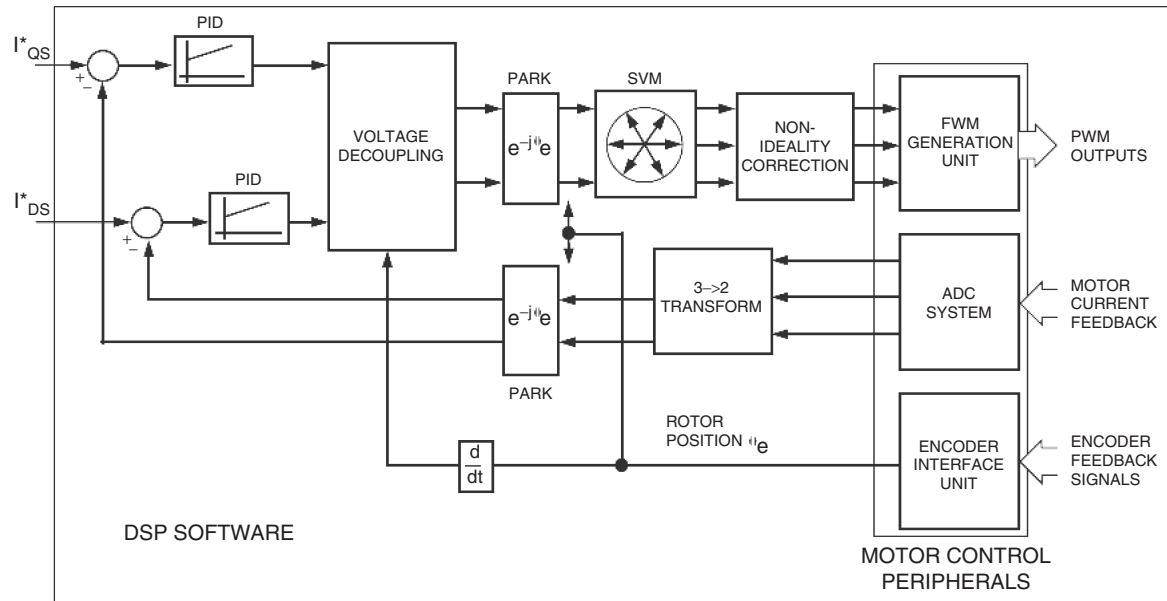 I*QS
+
−
PID
I*DS
+
−
PID
VOLTAGE
DECOUPLING
PARK
e−jθe
SVM
NON-
IDEALITY
CORRECTION
FWM
GENERATION
UNIT
PWM
OUTPUTS
e−jθe
PARK
3–>2
TRANSFORM
ADC
SYSTEM
MOTOR
CURRENT
FEEDBACK
d
dt
ROTOR
POSITION θe
ENCODER
INTERFACE
UNIT
ENCODER
FEEDBACK
SIGNALS
DSP SOFTWARE
MOTOR CONTROL
PERIPHERALS